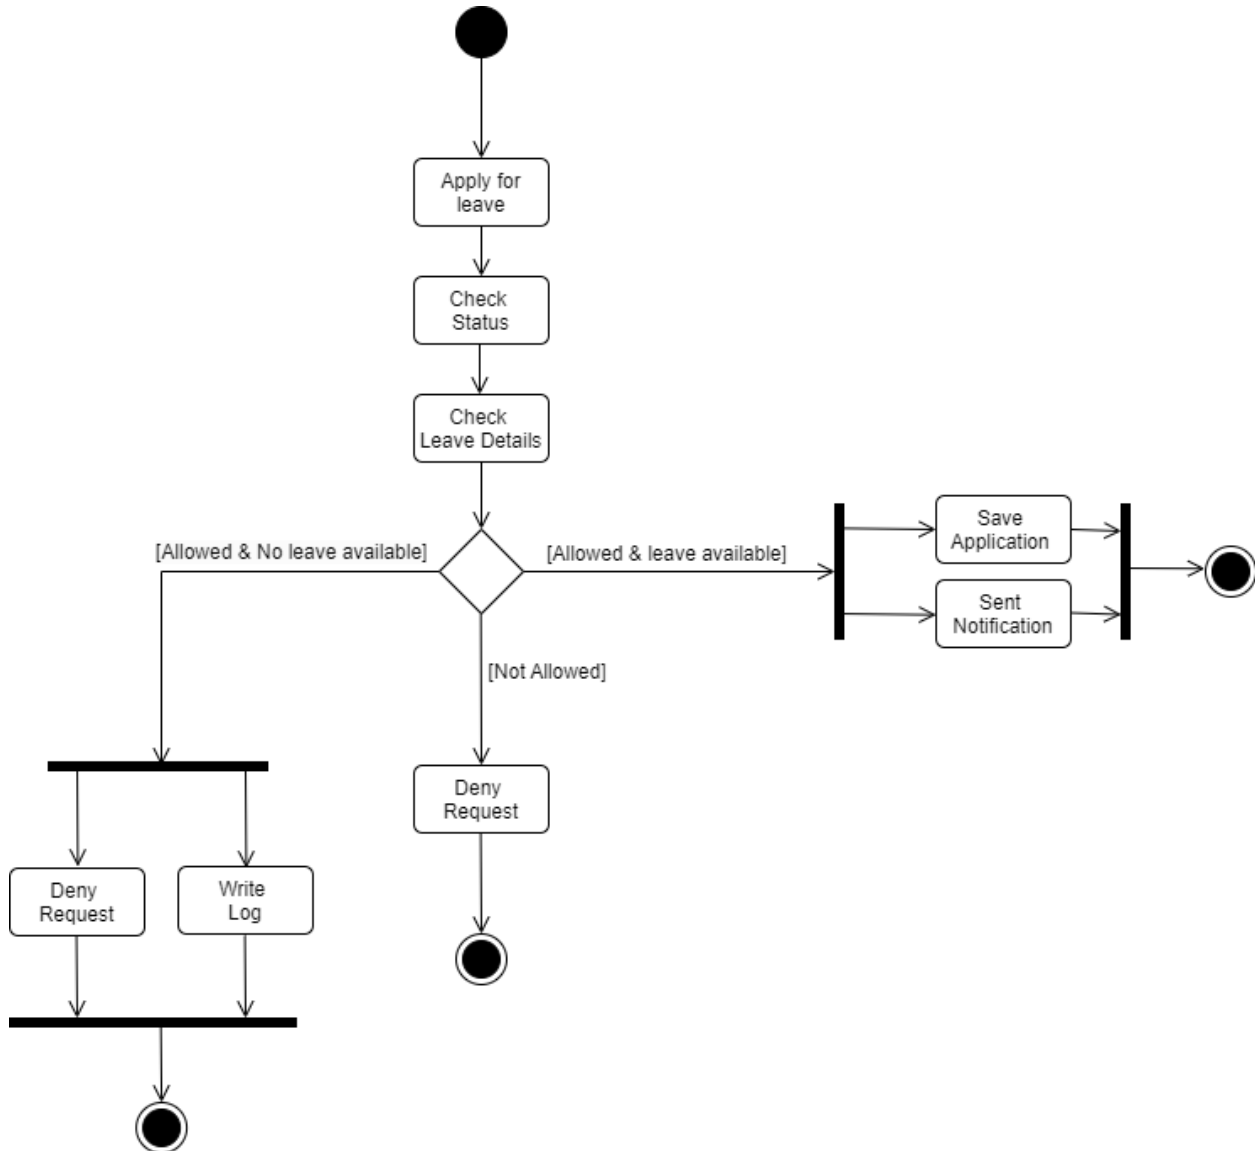 Apply for
leave
Check
Status
Check
Leave Details
[Allowed & No leave available]
[Allowed & leave available]
Save
Application
Sent
Notification
[Not Allowed]
Deny
Request
Deny
Request
Write
Log